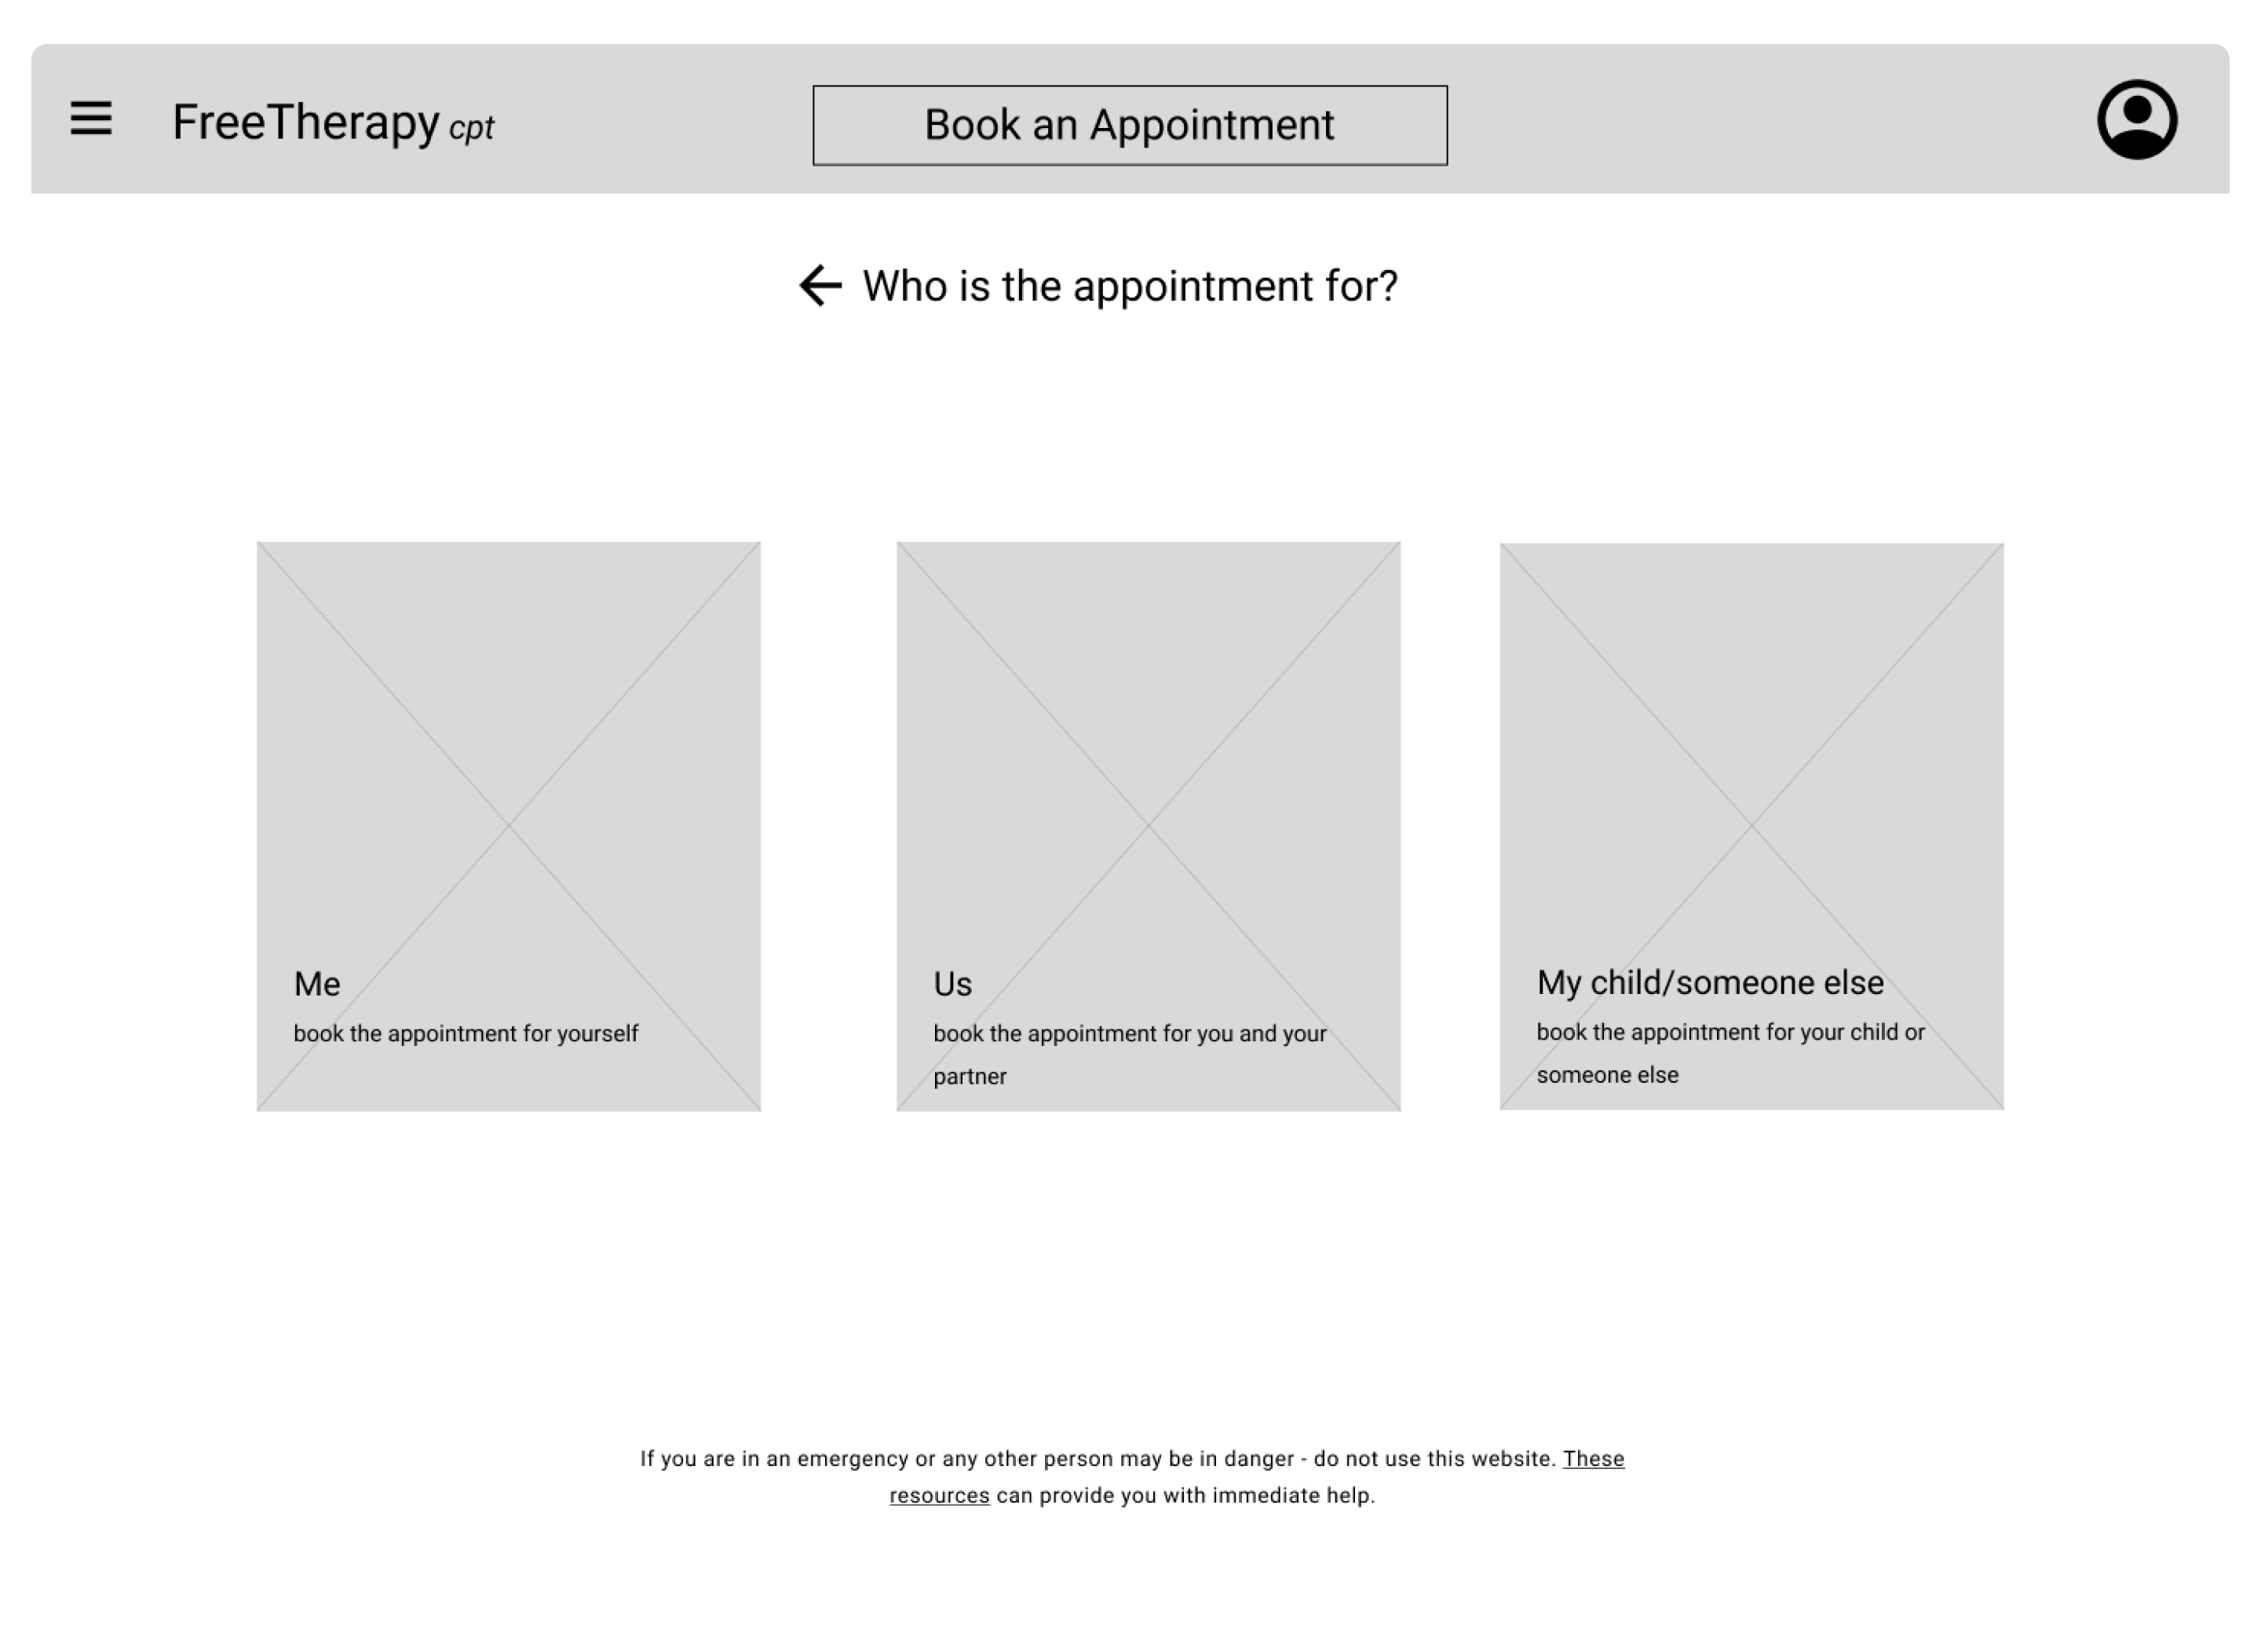 FreeTherapy cpt
Book an Appointment
Who is the appointment for?
Me
book the appointment for yourself
Us
book the appointment for you and your
partner
My child/someone else
book the appointment for your child or
someone else
If you are in an emergency or any other person may be in danger - do not use this website. These
resources can provide you with immediate help.